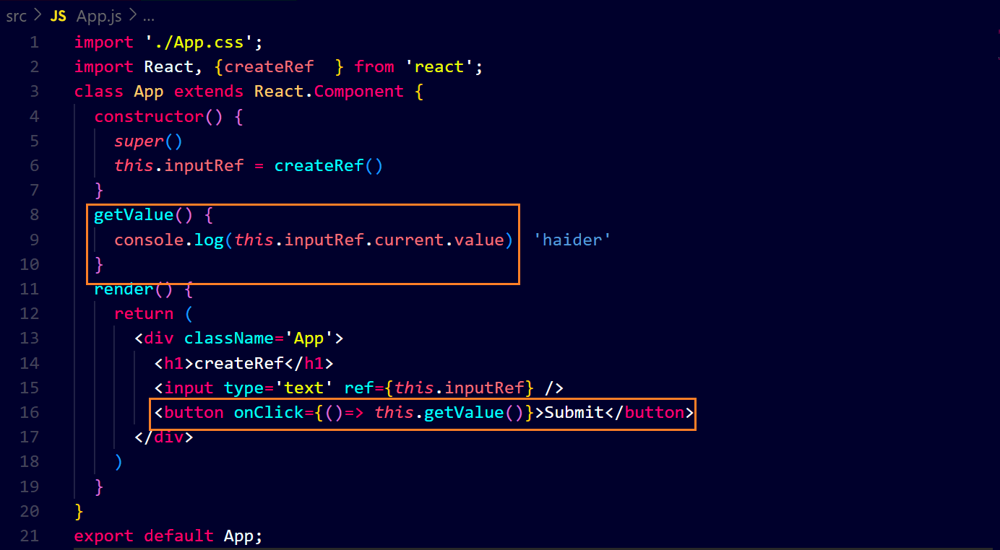 src > JS App.js > ...
1 import './App.css';
2 import React, {createRef  } from 'react';
3 class App extends React.Component {
4   constructor() {
5     super()
6     this.inputRef = createRef()
7   }
8   getValue() {
9     console.log(this.inputRef.current.value)  'haider'
10   }
11   render() {
12     return (
13       <div className='App'>
14         <h1>createRef</h1>
15         <input type='text' ref={this.inputRef} />
16         <button onClick={()=> this.getValue()}>Submit</button>
17       </div>
18     )
19   }
20 }
21 export default App;